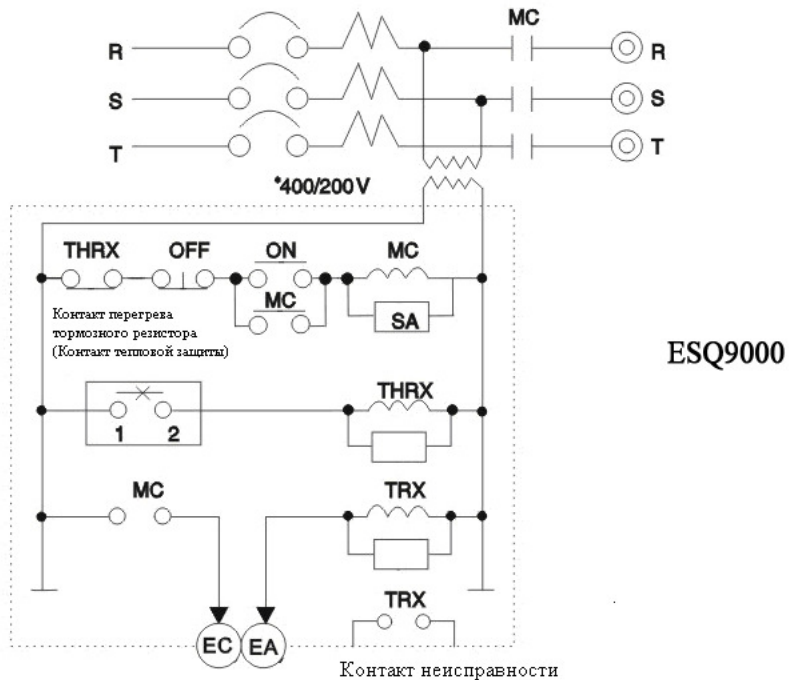 MC
R R
S S
T T
*400/200 V
THRX OFF ON MC
MC
SA
Контакт перегрева
тормозного резистора
(Контакт тепловой защиты)
ESQ9000
THRX
1 2
MC TRX
TRX
EC EA
Контакт неисправности